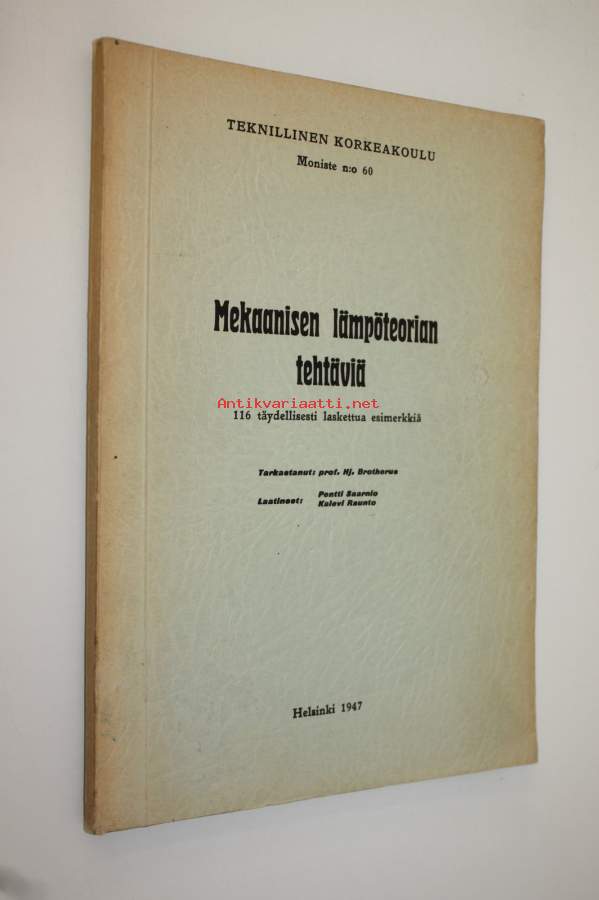 TEKNILLINEN KORKEAKOULU
Moniste n:o 60
Mekaanisen lämpöteorian
tehtäviä
Antikvariaatti.net
116 täydellisesti laskettua esimerkkiä
Tarkastanut: prof. Hj. Brotherus
Laatineet: Pentti Saarnio
Kalevi Raunto
Helsinki 1947